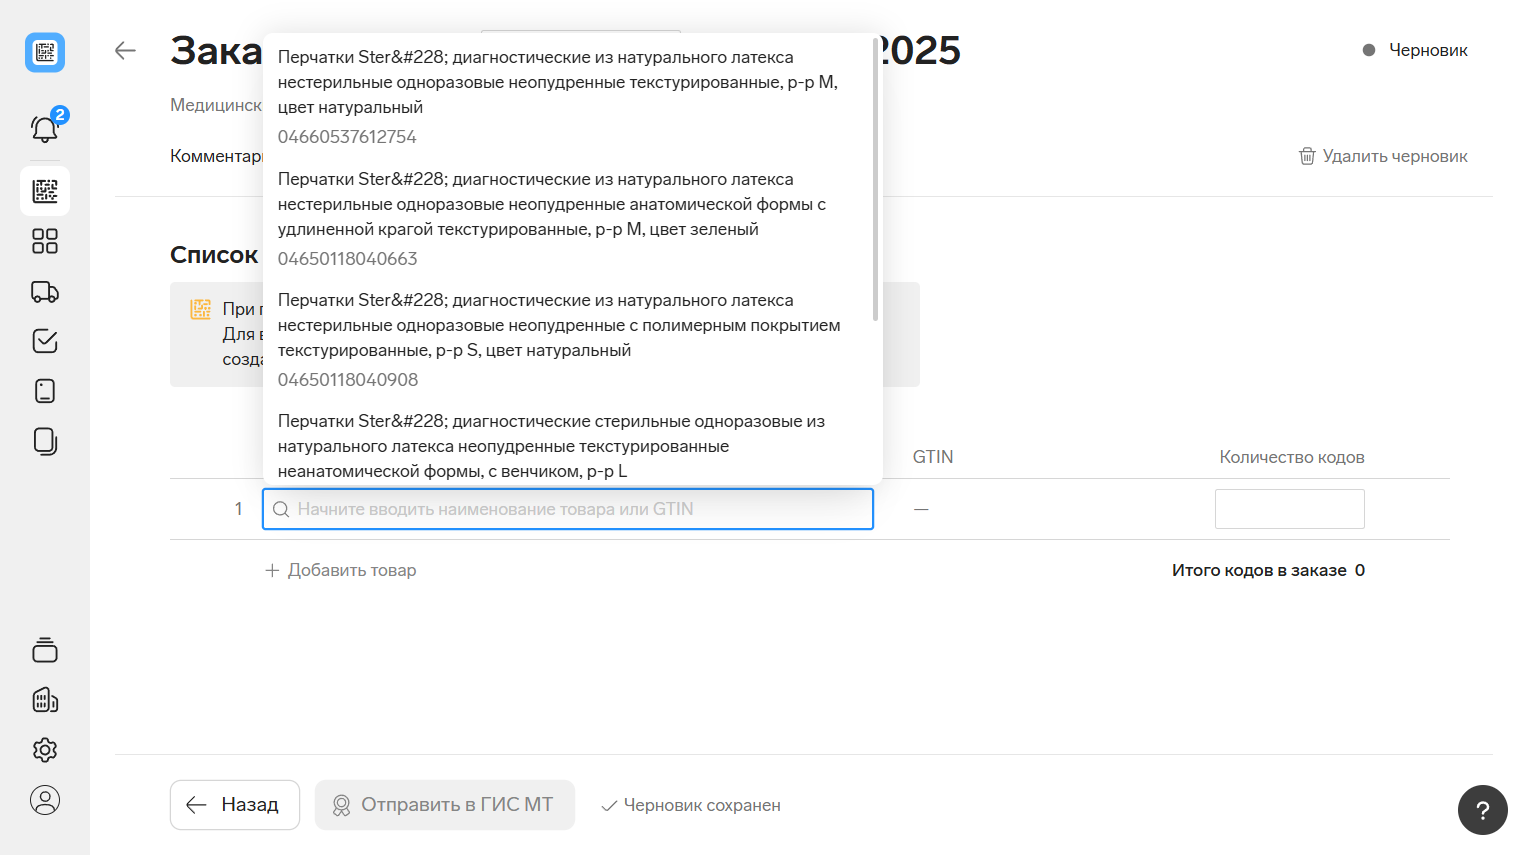 Зака
2025
Черновик
2
Медицинск
Комментар
Удалить черновик
Перчатки Ster&#228; диагностические из натурального латекса
нестерильные одноразовые неопудренные текстурированные, р-р M,
цвет натуральный
04660537612754
Перчатки Ster&#228; диагностические из натурального латекса
нестерильные одноразовые неопудренные анатомической формы с
удлиненной крагой текстурированные, р-р M, цвет зеленый
04650118040663
Перчатки Ster&#228; диагностические из натурального латекса
нестерильные одноразовые неопудренные с полимерным покрытием
текстурированные, р-р S, цвет натуральный
04650118040908
Перчатки Ster&#228; диагностические стерильные одноразовые из
натурального латекса неопудренные текстурированные
неанатомической формы, с венчиком, р-р L
Список
При
Для
созда
GTIN
Количество кодов
1
Начните вводить наименование товара или GTIN
—
+ Добавить товар
Итого кодов в заказе 0
Назад
Отправить в ГИС МТ
Черновик сохранен
?